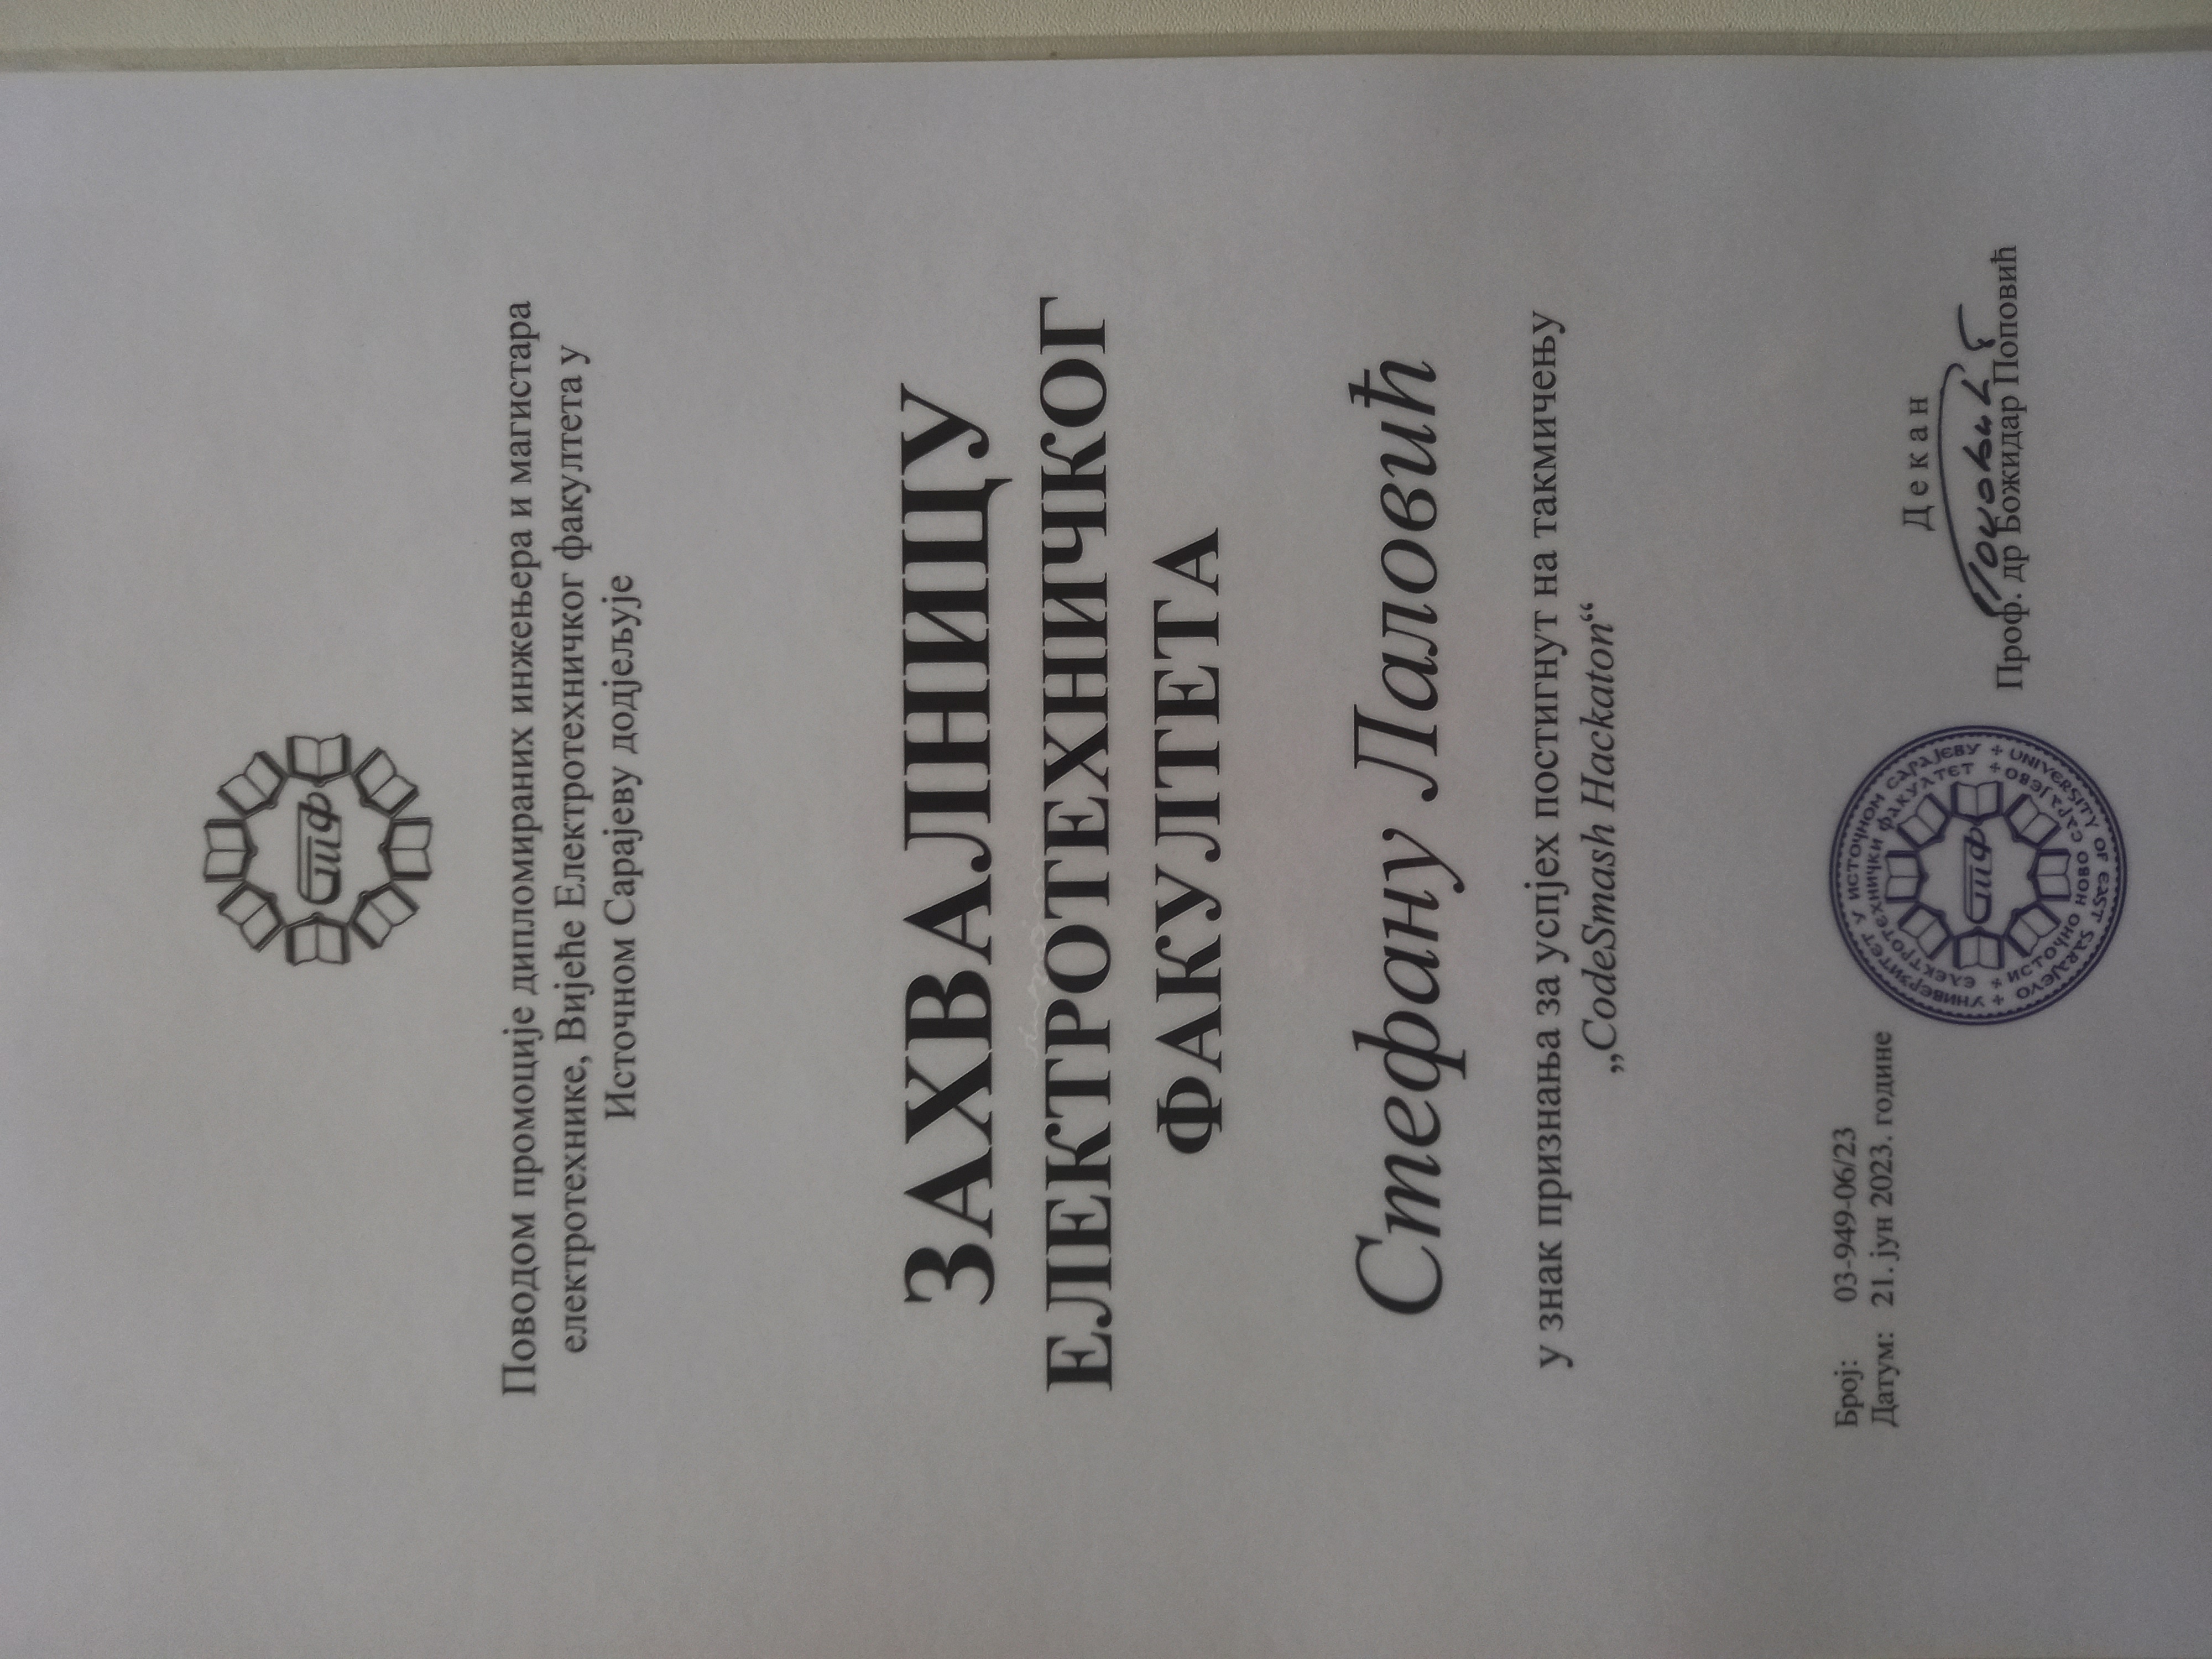 ЕТФ
Поводом промоције дипломираних инжењера и магистара
електротехнике, Вијеће Електротехничког факултета у
Источном Сарајеву додјељује
ЗАХВАЛНИЦУ
ЕЛЕКТРОТЕХНИЧКОГ
ФАКУЛТЕТА
Стефану Лаловић
у знак признања за успјех постигнут на такмичењу
„CodeSmash Hackaton“
Број: 03-949-06/23
Датум: 21. јун 2023. године
УНИВЕРЗИТЕТ У ИСТОЧНОМ САРАЈЕВУ + UNIVERSITY OF EAST SARAJEVO +
ЕЛЕКТРОТЕХНИЧКИ ФАКУЛТЕТ + ИСТОЧНО НОВО САРАЈЕВО +
ЕТФ
Декан
Поповић Б
Проф. др Божидар Поповић